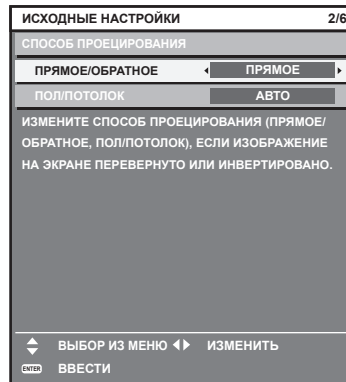 ИСХОДНЫЕ НАСТРОЙКИ 2/6
СПОСОБ ПРОЕЦИРОВАНИЯ
ПРЯМОЕ/ОБРАТНОЕ ПРЯМОЕ
ПОЛ/ПОТОЛОК АВТО
ИЗМЕНИТЕ СПОСОБ ПРОЕЦИРОВАНИЯ (ПРЯМОЕ/
ОБРАТНОЕ, ПОЛ/ПОТОЛОК), ЕСЛИ ИЗОБРАЖЕНИЕ
НА ЭКРАНЕ ПЕРЕВЕРНУТО ИЛИ ИНВЕРТИРОВАНО.
ВЫБОР ИЗ МЕНЮ ИЗМЕНИТЬ
ENTER ВВЕСТИ